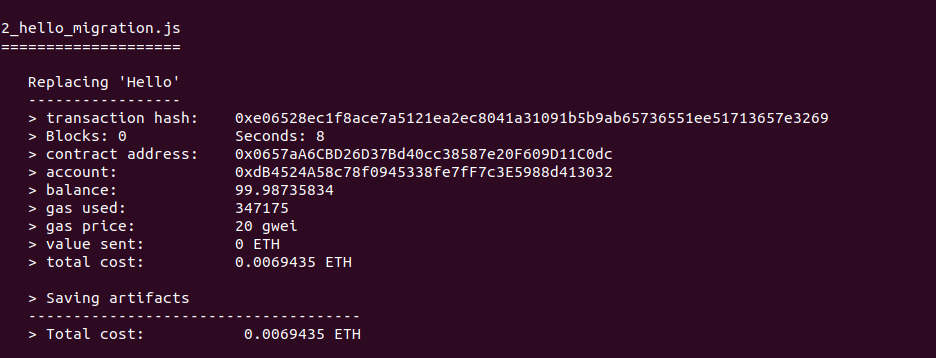 2_hello_migration.js
====================
Replacing 'Hello'
-----------------
> transaction hash: 0xe06528ec1f8ace7a5121ea2ec8041a31091b5b9ab65736551ee51713657e3269
> Blocks: 0 Seconds: 8
> contract address: 0x0657aA6CBD26D37Bd40cc38587e20F609D11C0dc
> account: 0xdB4524A58c78f0945338fe7fF7c3E5988d413032
> balance: 99.98735834
> gas used: 347175
> gas price: 20 gwei
> value sent: 0 ETH
> total cost: 0.0069435 ETH
> Saving artifacts
-------------------------------------
> Total cost: 0.0069435 ETH